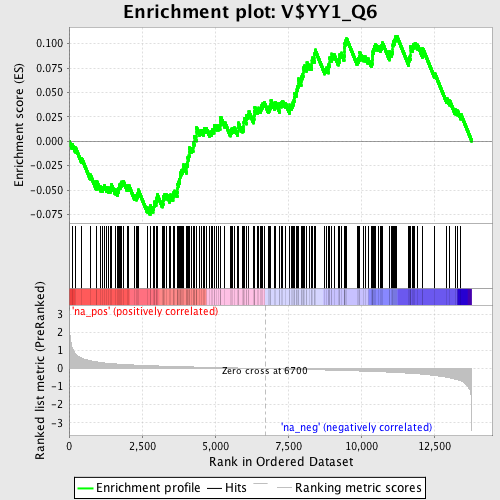 Enrichment plot: V$YY1_Q6
Enrichment score (ES)
0.100
0.075
0.050
0.025
0.000
-0.025
-0.050
-0.075
'na_pos' (positively correlated)
Ranked list metric (PreRanked)
3
2
1
0
-1
-2
-3
Zero cross at 6700
'na_neg' (negatively correlated)
0
2,500
5,000
7,500
10,000
12,500
Rank in Ordered Dataset
Enrichment profile
Hits
Ranking metric scores